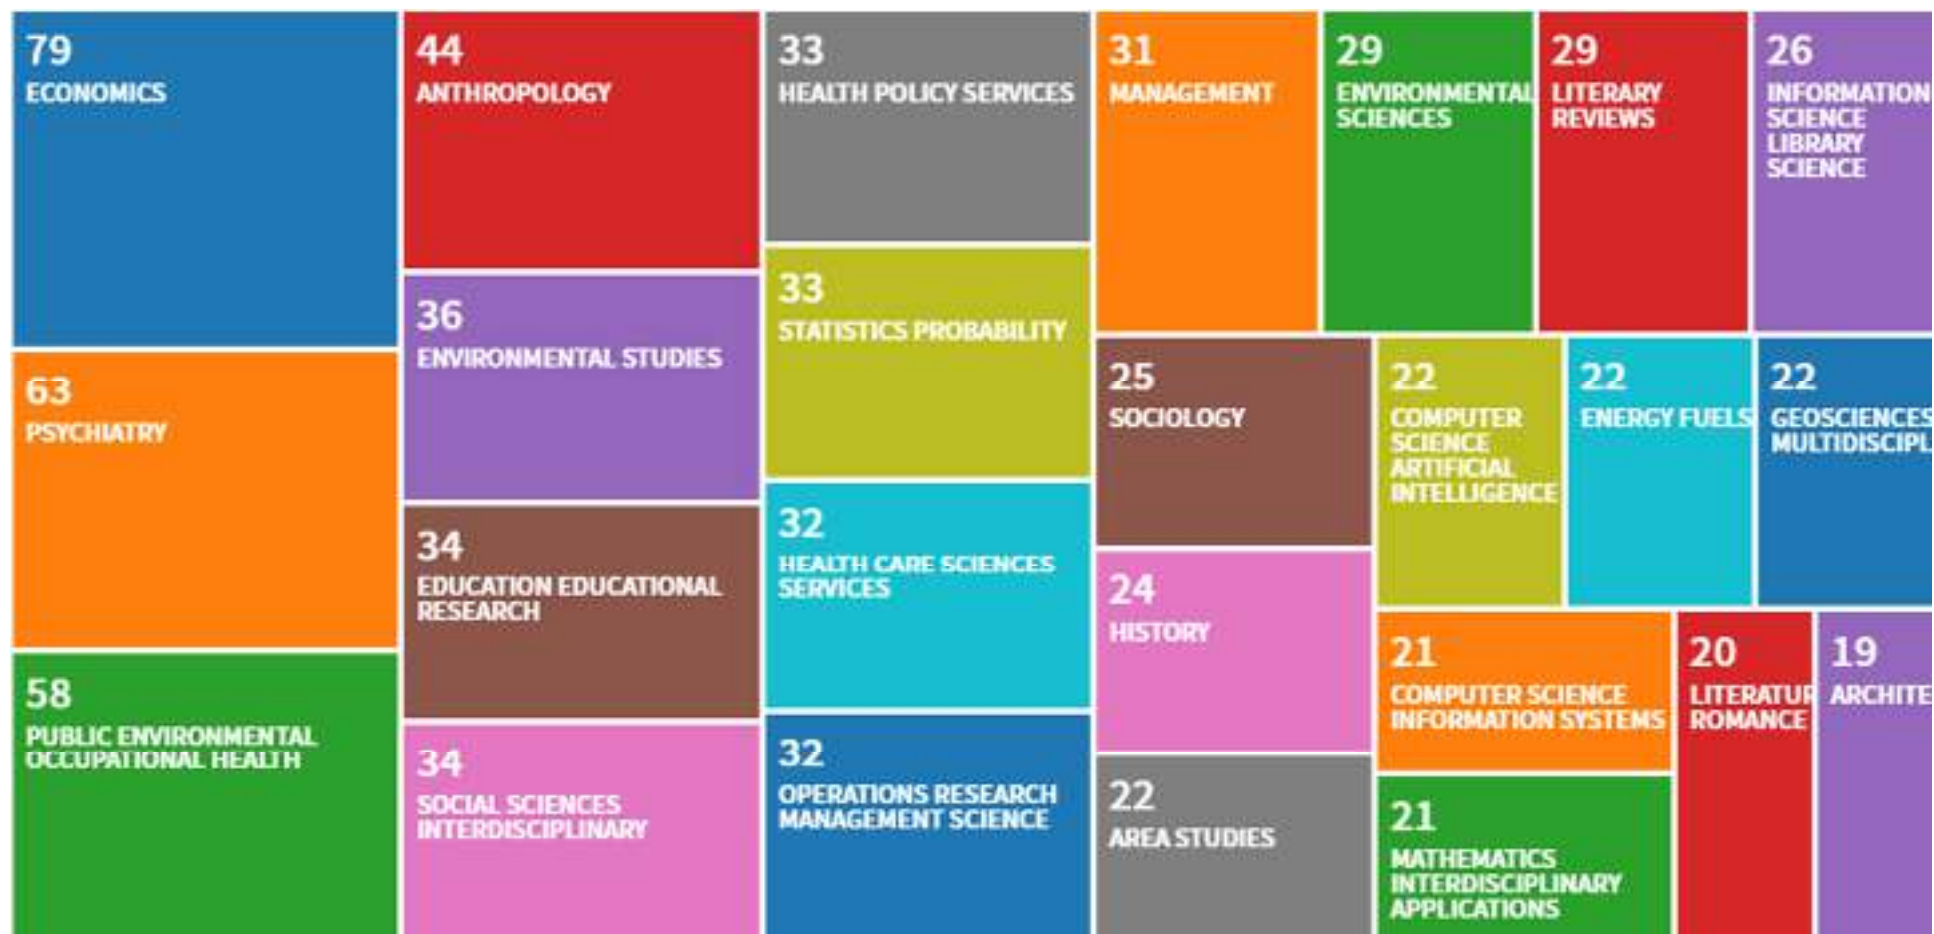 79
ECONOMICS
63
PSYCHIATRY
58
PUBLIC ENVIRONMENTAL
OCCUPATIONAL HEALTH
44
ANTHROPOLOGY
36
ENVIRONMENTAL STUDIES
34
EDUCATION EDUCATIONAL
RESEARCH
34
SOCIAL SCIENCES
INTERDISCIPLINARY
33
HEALTH POLICY SERVICES
33
STATISTICS PROBABILITY
32
HEALTH CARE SCIENCES
SERVICES
32
OPERATIONS RESEARCH
MANAGEMENT SCIENCE
31
MANAGEMENT
29
ENVIRONMENTAL
SCIENCES
29
LITERARY
REVIEWS
26
INFORMATION
SCIENCE
LIBRARY
SCIENCE
25
SOCIOLOGY
24
HISTORY
22
AREA STUDIES
22
COMPUTER
SCIENCE
ARTIFICIAL
INTELLIGENCE
22
ENERGY FUELS
22
GEOSCIENCES
MULTIDISCIPL
21
COMPUTER SCIENCE
INFORMATION SYSTEMS
21
MATHEMATICS
INTERDISCIPLINARY
APPLICATIONS
20
LITERATUR
ROMANCE
19
ARCHITE